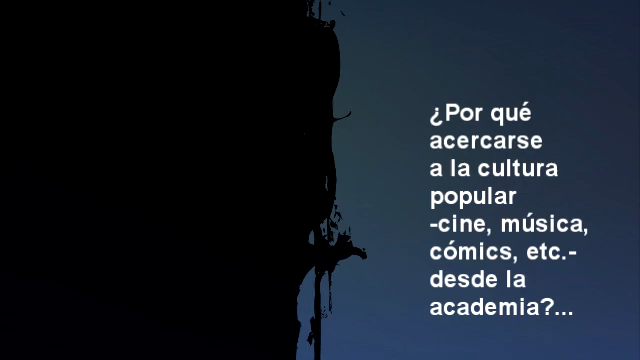 ¿Por qué
acercarse
a la cultura
popular
-cine, música,
cómics, etc.-
desde la
academia?...